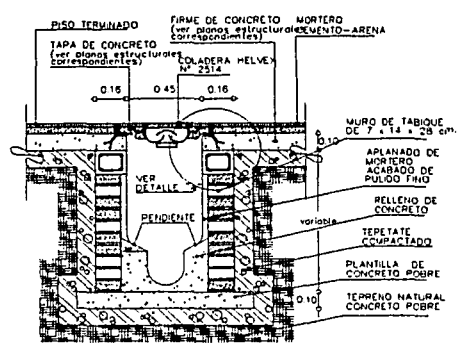 PISO TERMINADO
FIRME DE CONCRETO
(ver planos estructurales
correspondientes)
MORTERO
CEMENTO-ARENA
TAPA DE CONCRETO
(ver planos estructurales
correspondientes)
COLADERA HELVEX
Nº 2514
0.16
0.45
0.16
MURO DE TABIQUE
DE 7 x 14 x 28 cm.
0.10
APLANADO DE
MORTERO
ACABADO DE
PULIDO FINO
VER
DETALLE
PENDIENTE
variable
RELLENO DE
CONCRETO
TEPETATE
COMPACTADO
PLANTILLA DE
CONCRETO POBRE
0.10
TERRENO NATURAL
CONCRETO POBRE